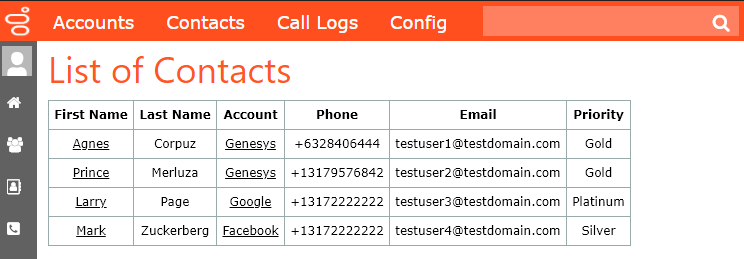 Accounts Contacts Call Logs Config
List of Contacts
First Name Last Name Account Phone Email Priority
Agnes Corpuz Genesys +6328406444 testuser1@testdomain.com Gold
Prince Merluza Genesys +13179576842 testuser2@testdomain.com Gold
Larry Page Google +13172222222 testuser3@testdomain.com Platinum
Mark Zuckerberg Facebook +13172222222 testuser4@testdomain.com Silver